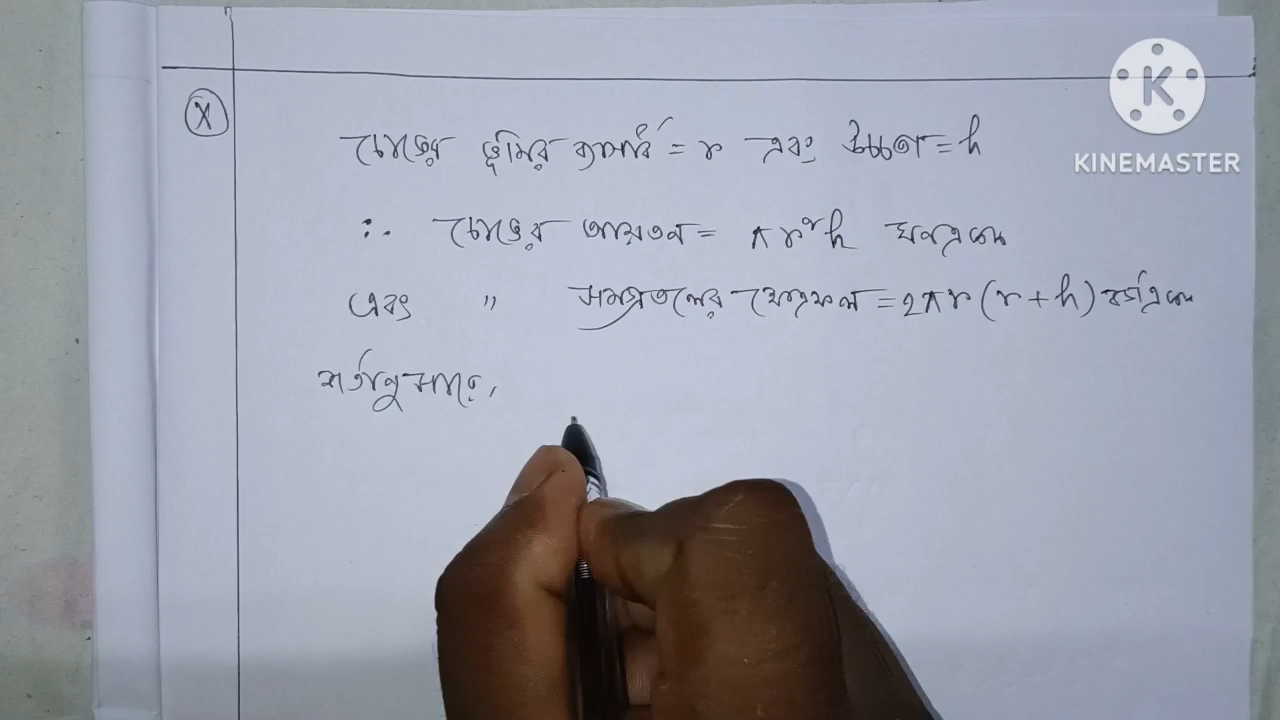 X
চোঙের ভূমির ব্যাসার্ধ = r এবং উচ্চতা = h
∴ চোঙের আয়তন = πr²h ঘনএকক
এবং " সমগ্রতলের ক্ষেত্রফল = 2πr(r+h) বর্গএকক
শর্তানুসারে,
K
KINEMASTER